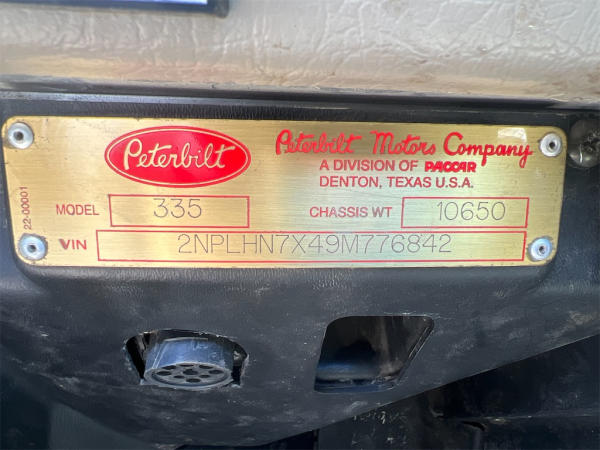 Peterbilt
Peterbilt Motors Company
A DIVISION OF PACCAR
DENTON, TEXAS U.S.A.
MODEL 335 CHASSIS WT 10650
VIN 2NPLHN7X49M776842
22-00001